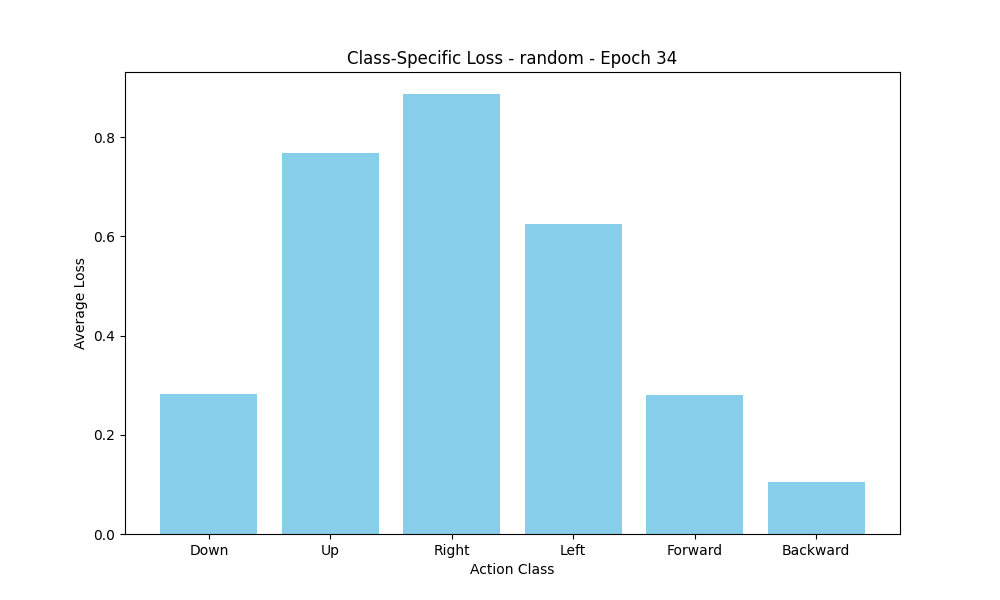 Class-Specific Loss - random - Epoch 34
Average Loss
0.8
0.6
0.4
0.2
0.0
Down Up Right Left Forward Backward
Action Class